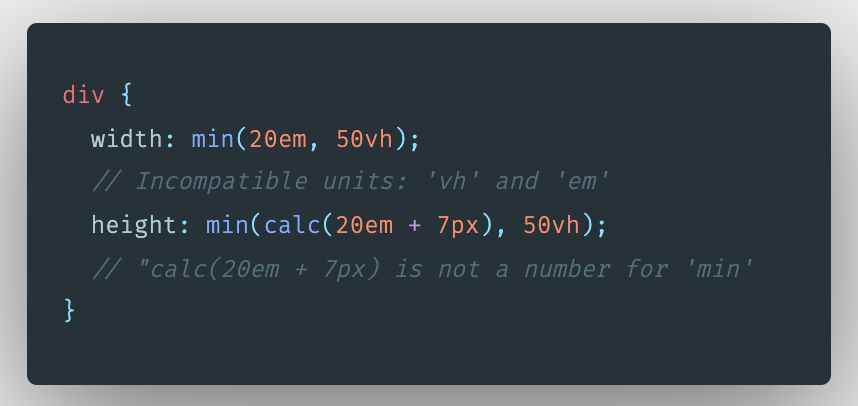 div {
  width: min(20em, 50vh);
  // Incompatible units: 'vh' and 'em'
  height: min(calc(20em + 7px), 50vh);
  // "calc(20em + 7px) is not a number for 'min'
}